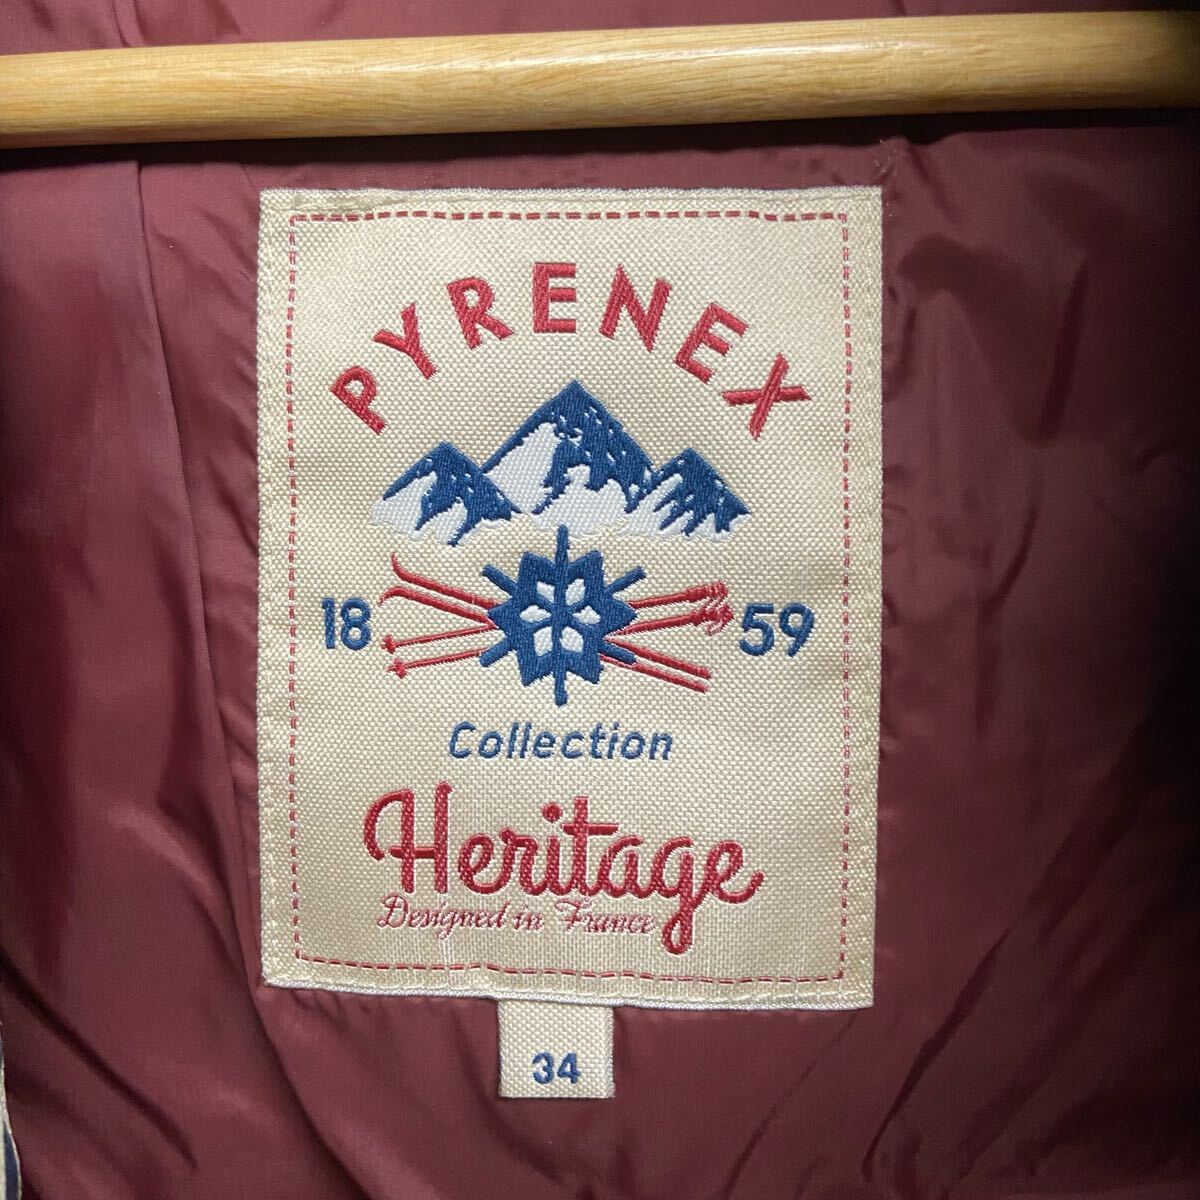 PYRENEX
18 59
Collection
Heritage
Designed in France
34